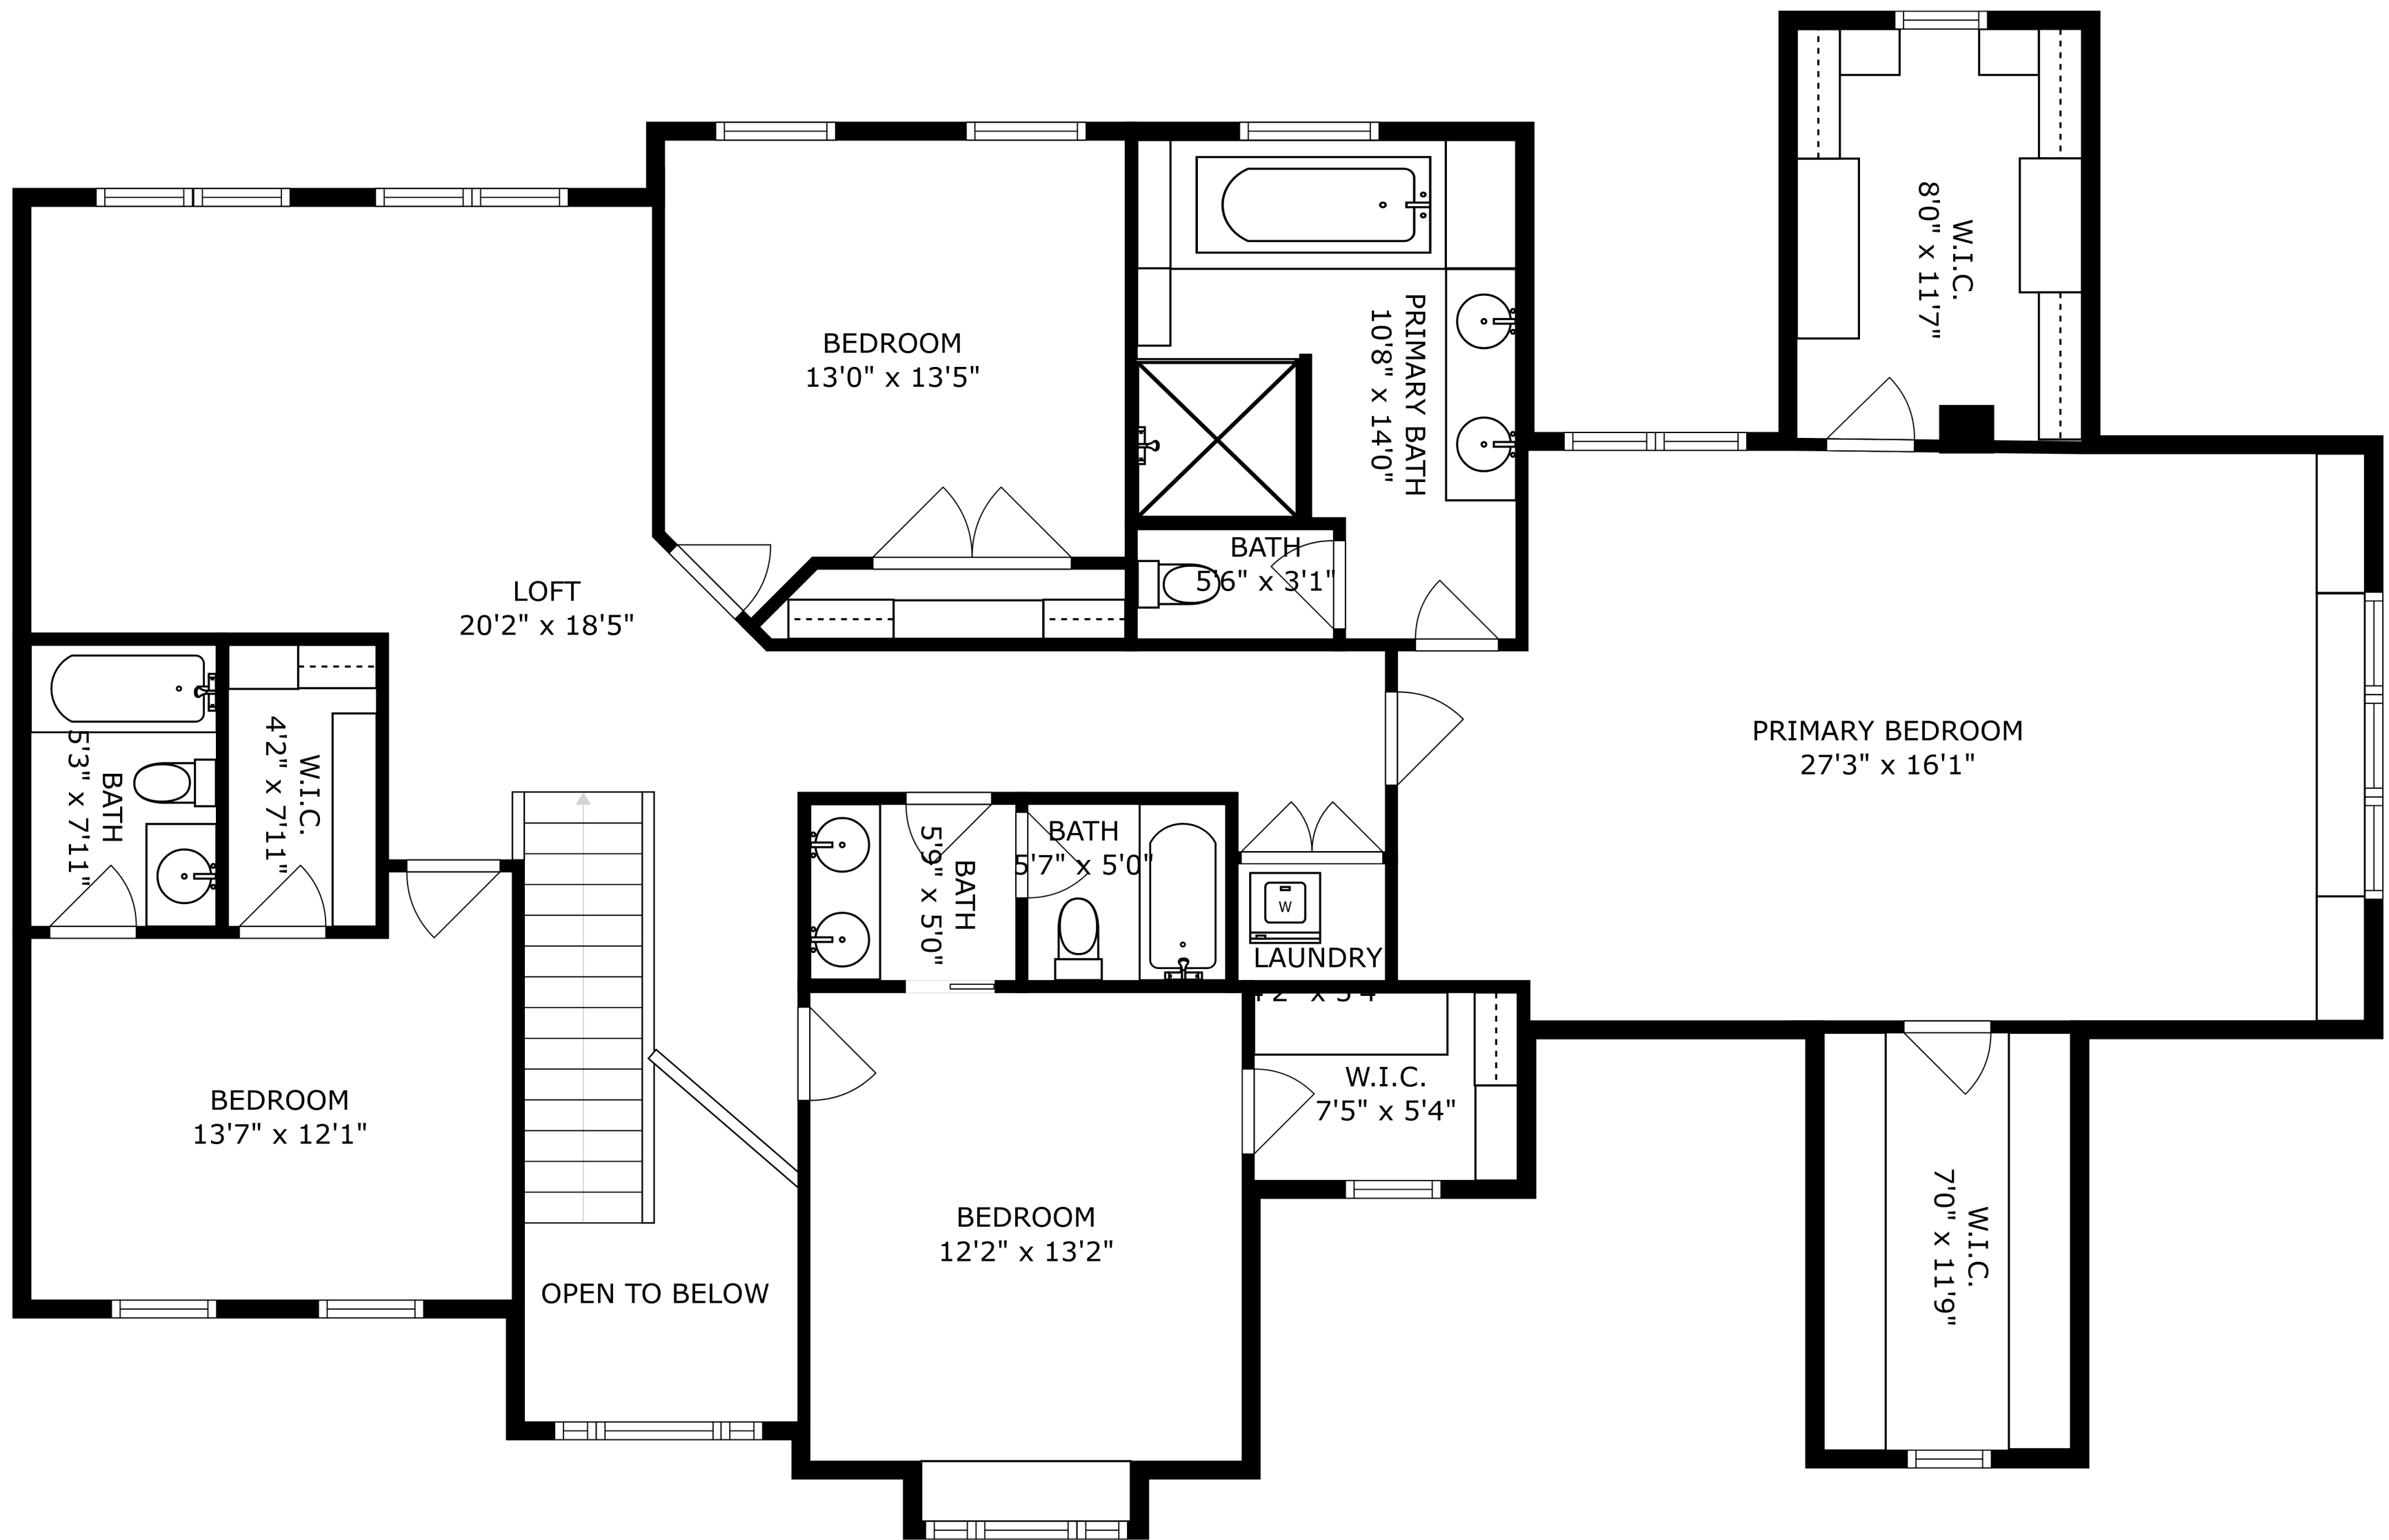 W.I.C.
8'0" x 11'7"
BEDROOM
13'0" x 13'5"
PRIMARY BATH
10'8" x 14'0"
BATH
5'6" x 3'1"
LOFT
20'2" x 18'5"
PRIMARY BEDROOM
27'3" x 16'1"
BATH
5'3" x 7'11"
W.I.C.
4'2" x 7'11"
BATH
5'9" x 5'0"
BATH
5'7" x 5'0"
W
LAUNDRY
W.I.C.
7'5" x 5'4"
BEDROOM
13'7" x 12'1"
BEDROOM
12'2" x 13'2"
W.I.C.
7'0" x 11'9"
OPEN TO BELOW